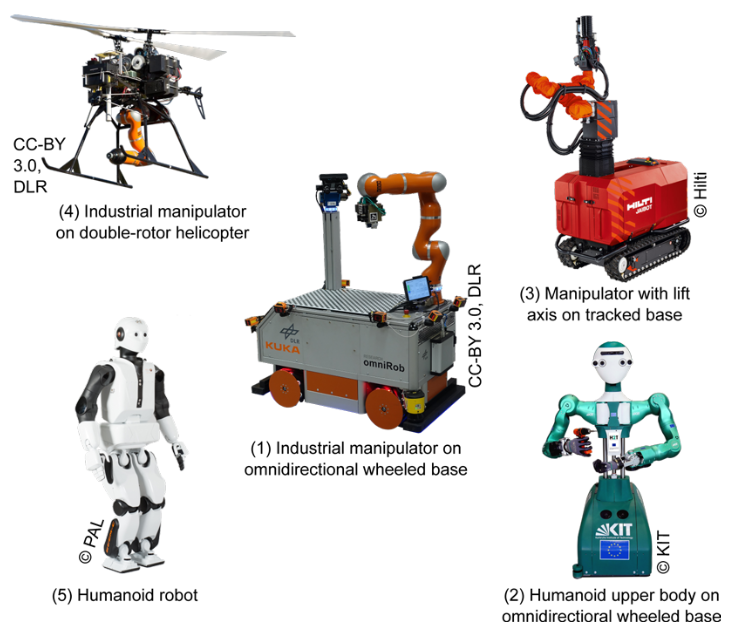 CC-BY
3.0,
DLR
(4) Industrial manipulator
on double-rotor helicopter
HILTI
JAIBOT
© Hilti
(3) Manipulator with lift
axis on tracked base
DLR
KUKA
omniRob
CC-BY 3.0, DLR
(1) Industrial manipulator on
omnidirectional wheeled base
© PAL
(5) Humanoid robot
KIT
KIT
© KIT
(2) Humanoid upper body on
omnidirectioral wheeled base